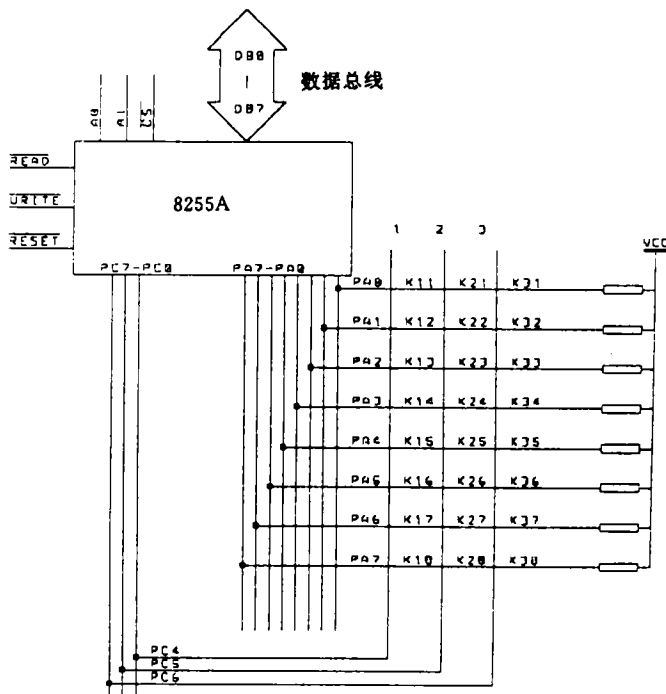 DB0
|
DB7
数据总线
A0
A1
CS
READ
WRITE
RESET
8255A
PC7-PC0
PA7-PA0
1 2 3
VCC
PA0 K11 K21 K31
PA1 K12 K22 K32
PA2 K13 K23 K33
PA3 K14 K24 K34
PA4 K15 K25 K35
PA5 K16 K26 K36
PA6 K17 K27 K37
PA7 K18 K28 K38
PC4
PC5
PC6